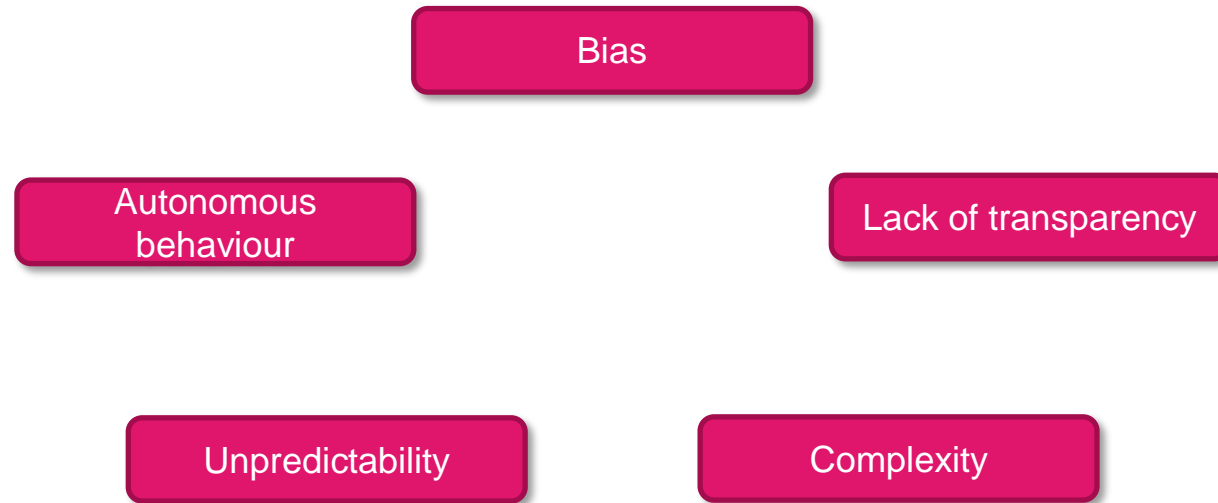 Bias
Autonomous
behaviour
Lack of transparency
Unpredictability
Complexity